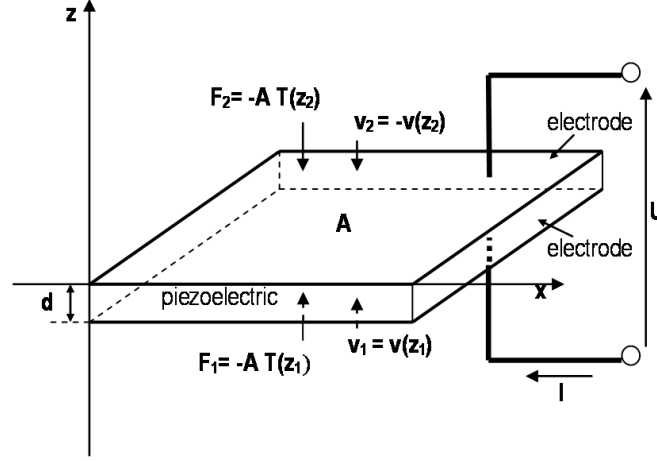 z
F₂= -A T(z₂)
v₂ = -v(z₂)
electrode
A
U
electrode
d
piezoelectric
x
F₁= -A T(z₁)
v₁ = v(z₁)
I